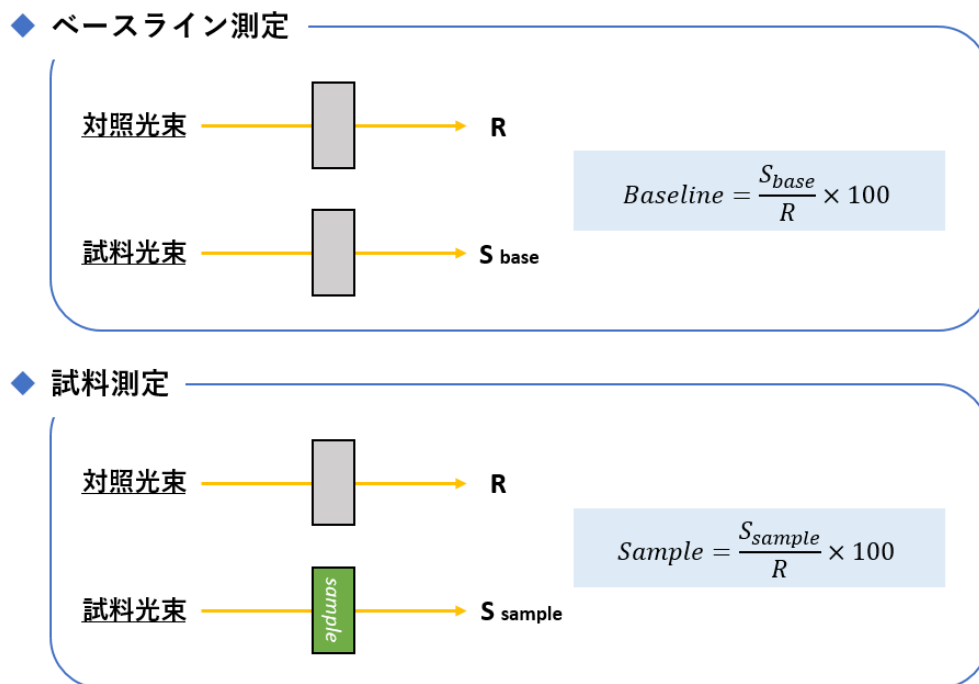 ◆ ベースライン測定
対照光束
R
Baseline = S_base / R × 100
試料光束
S base
◆ 試料測定
対照光束
R
Sample = S_sample / R × 100
試料光束
sample
S sample